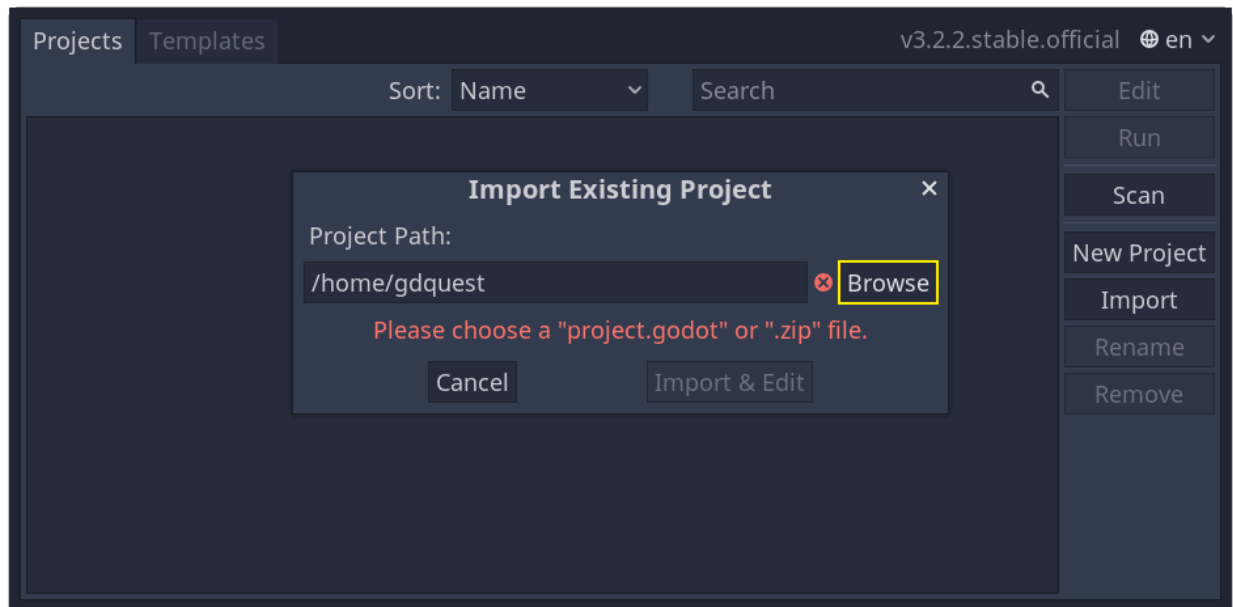 Projects Templates v3.2.2.stable.official en
Sort: Name Search Edit
Run
Import Existing Project
Scan
Project Path:
New Project
/home/gdquest Browse
Import
Please choose a "project.godot" or ".zip" file.
Rename
Cancel Import & Edit
Remove